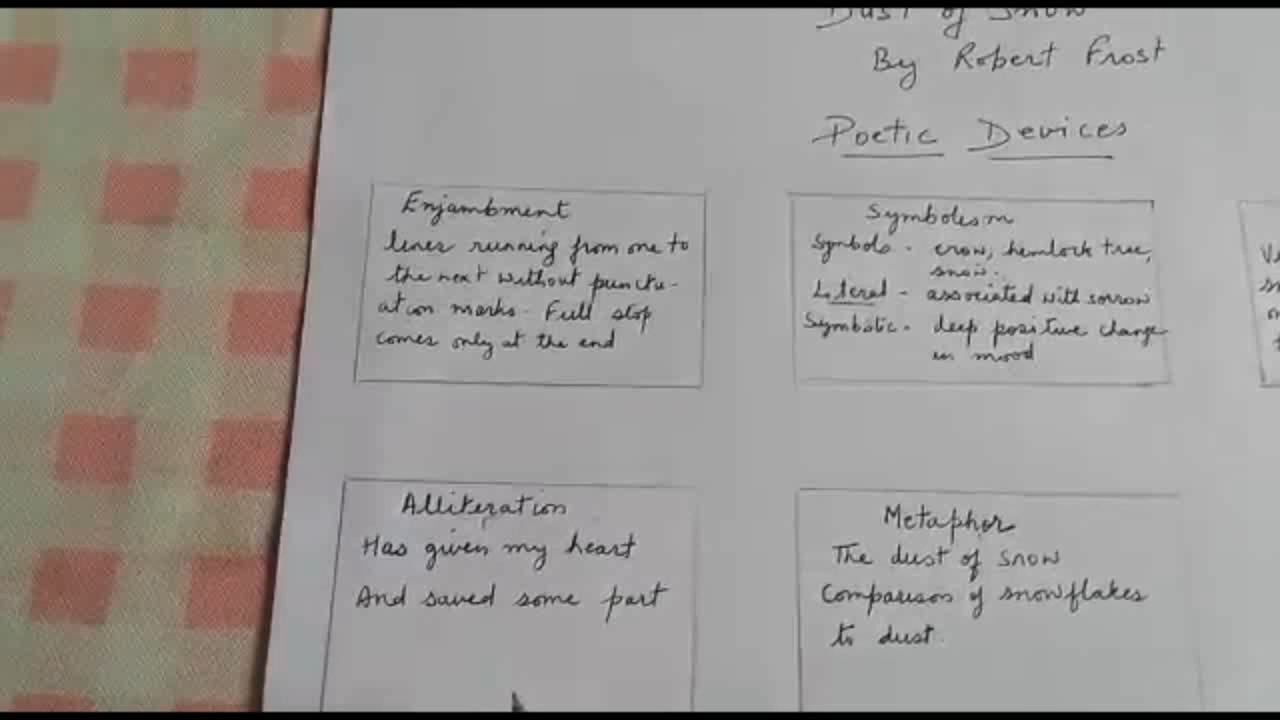 Dust of Snow
By Robert Frost
Poetic Devices
Enjambment
lines running from one to
the next without punctu-
ation marks. Full stop
comes only at the end
Symbolism
Symbols - crow, hemlock tree,
snow.
Literal - associated with sorrow
Symbolic - deep positive change
in mood
Alliteration
Has given my heart
And saved some part
Metaphor
The dust of snow
Comparison of snowflakes
to dust.